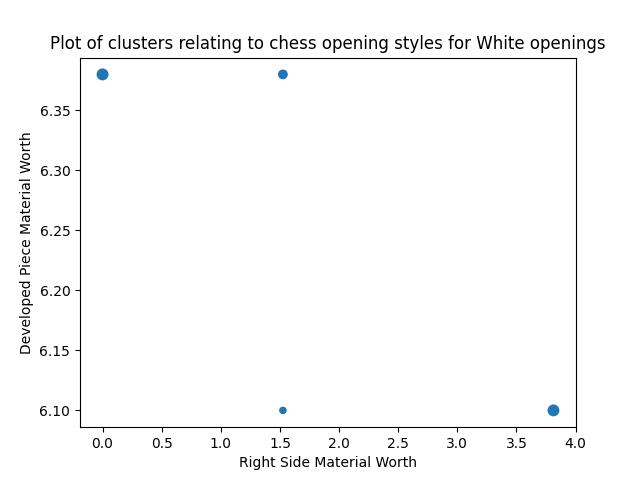 Plot of clusters relating to chess opening styles for White openings
Developed Piece Material Worth
6.35
6.30
6.25
6.20
6.15
6.10
0.0 0.5 1.0 1.5 2.0 2.5 3.0 3.5 4.0
Right Side Material Worth